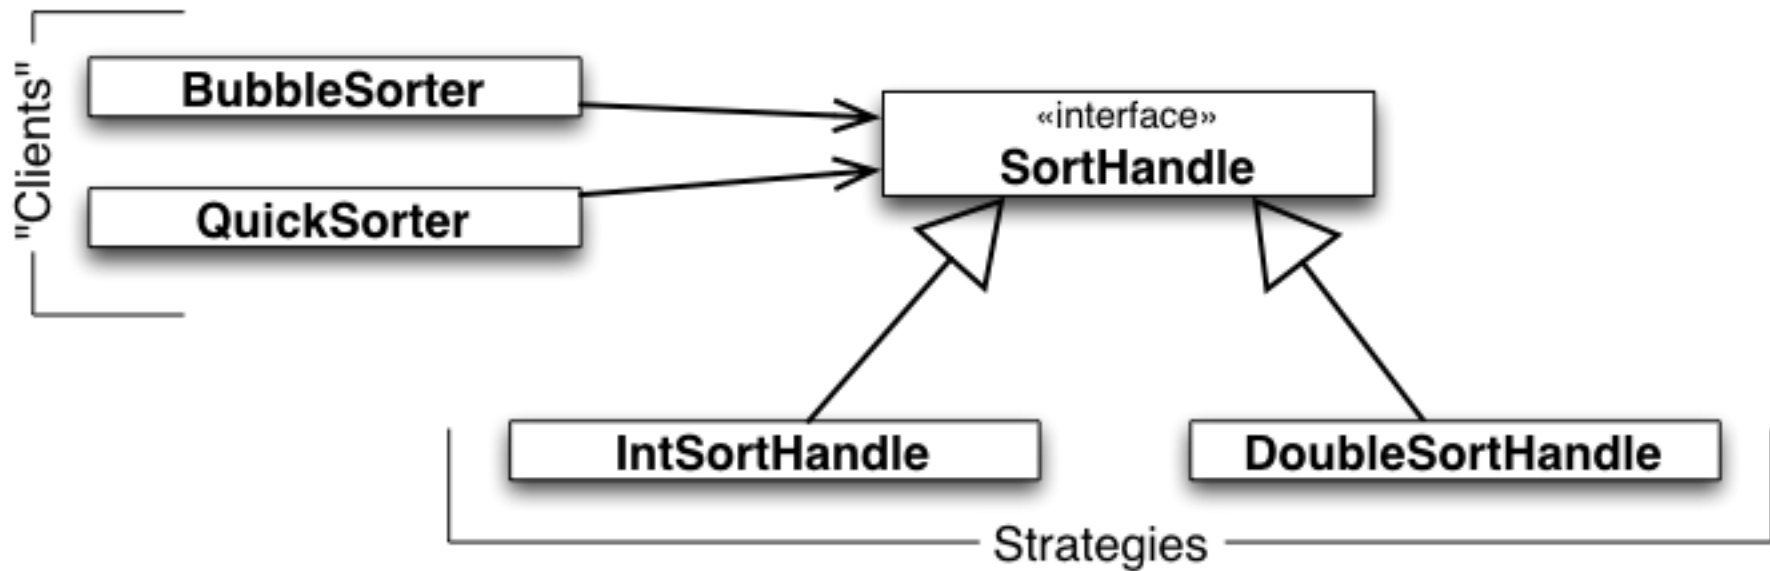 "Clients"
BubbleSorter
QuickSorter
«interface»
SortHandle
IntSortHandle
DoubleSortHandle
Strategies